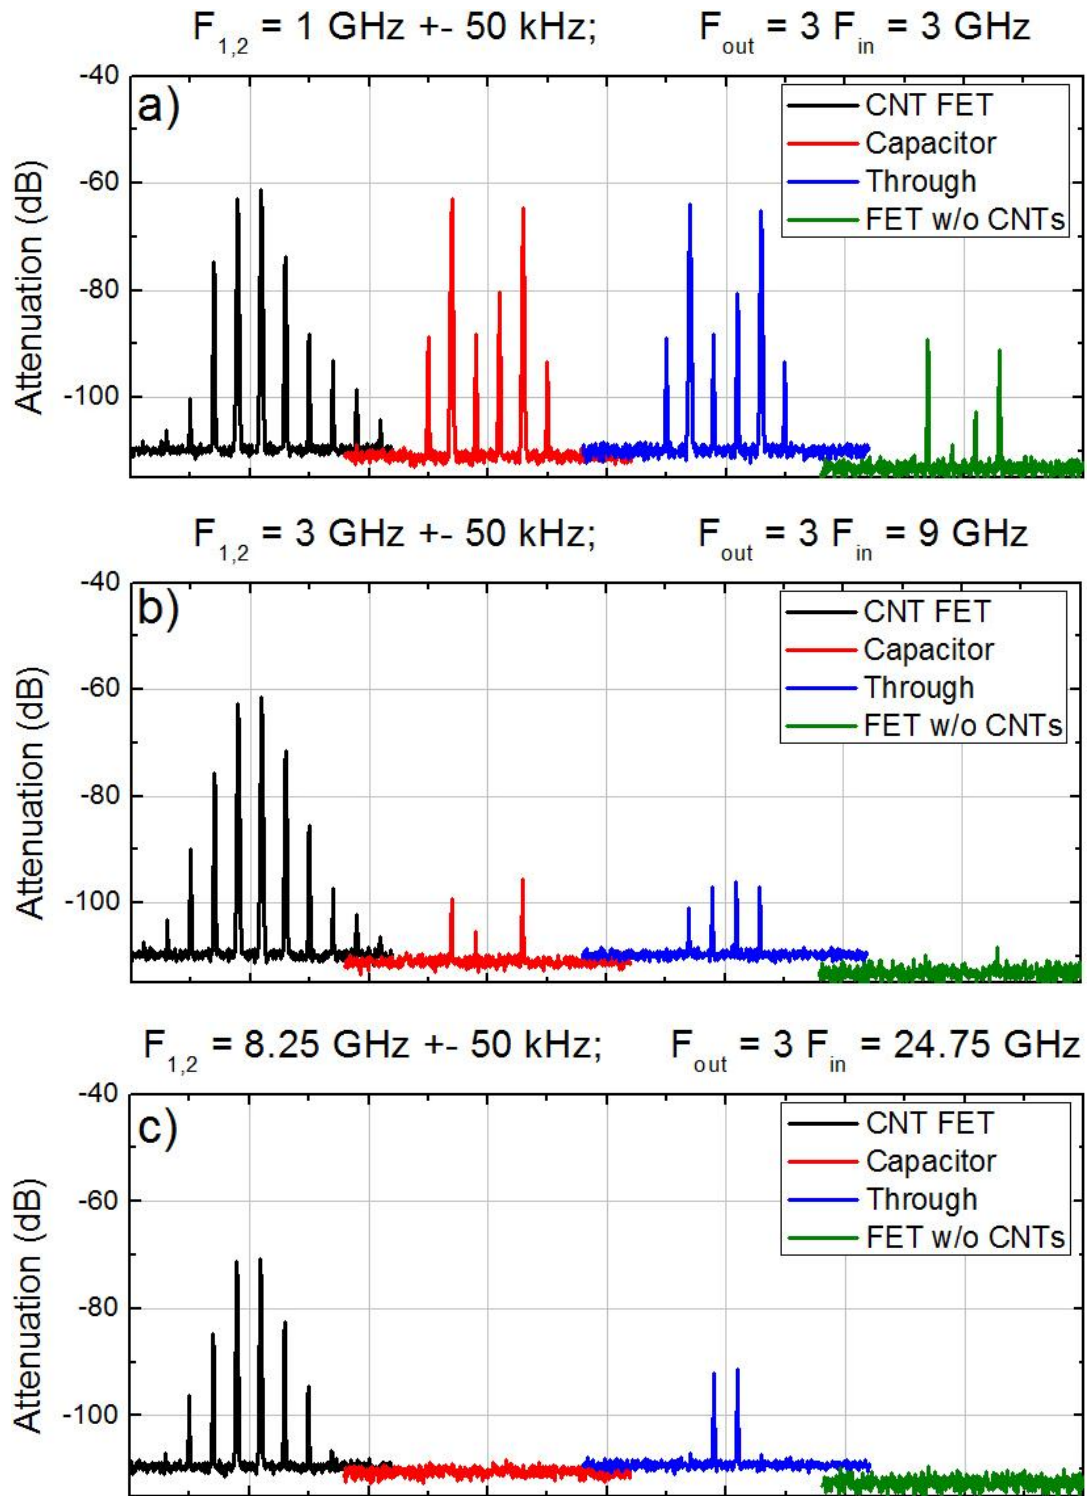 F1,2 = 1 GHz +- 50 kHz; Fout = 3 Fin = 3 GHz
a)
Attenuation (dB)
-40
-60
-80
-100
CNT FET
Capacitor
Through
FET w/o CNTs
F1,2 = 3 GHz +- 50 kHz; Fout = 3 Fin = 9 GHz
b)
Attenuation (dB)
-40
-60
-80
-100
CNT FET
Capacitor
Through
FET w/o CNTs
F1,2 = 8.25 GHz +- 50 kHz; Fout = 3 Fin = 24.75 GHz
c)
Attenuation (dB)
-40
-60
-80
-100
CNT FET
Capacitor
Through
FET w/o CNTs